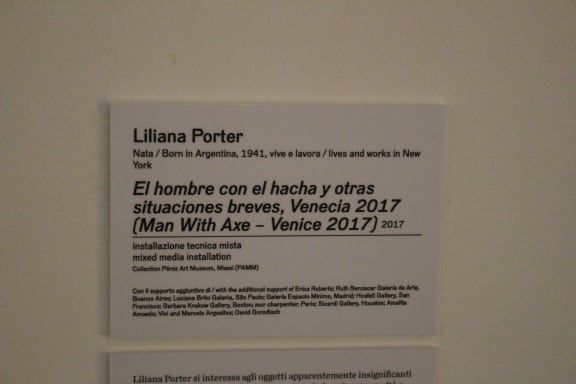 Liliana Porter
Nata / Born in Argentina, 1941, vive e lavora / lives and works in New
York
El hombre con el hacha y otras
situaciones breves, Venecia 2017
(Man With Axe – Venice 2017) 2017
installazione tecnica mista
mixed media installation
Collection Pérez Art Museum, Miami (PAMM)
Con il supporto aggiuntivo di / with the additional support of Erica Roberts; Ruth Benzacar Galería de Arte,
Buenos Aires; Luciana Brito Galeria, São Paulo; Galería Espacio Mínimo, Madrid; Hosfelt Gallery, San
Francisco; Barbara Krakow Gallery, Boston; mor charpentier, Paris; Sicardi Gallery, Houston; Amalita
Amoedo; Vivi and Marcelo Argüelles; David Gorodisch
Liliana Porter si interessa agli oggetti apparentemente insignificanti